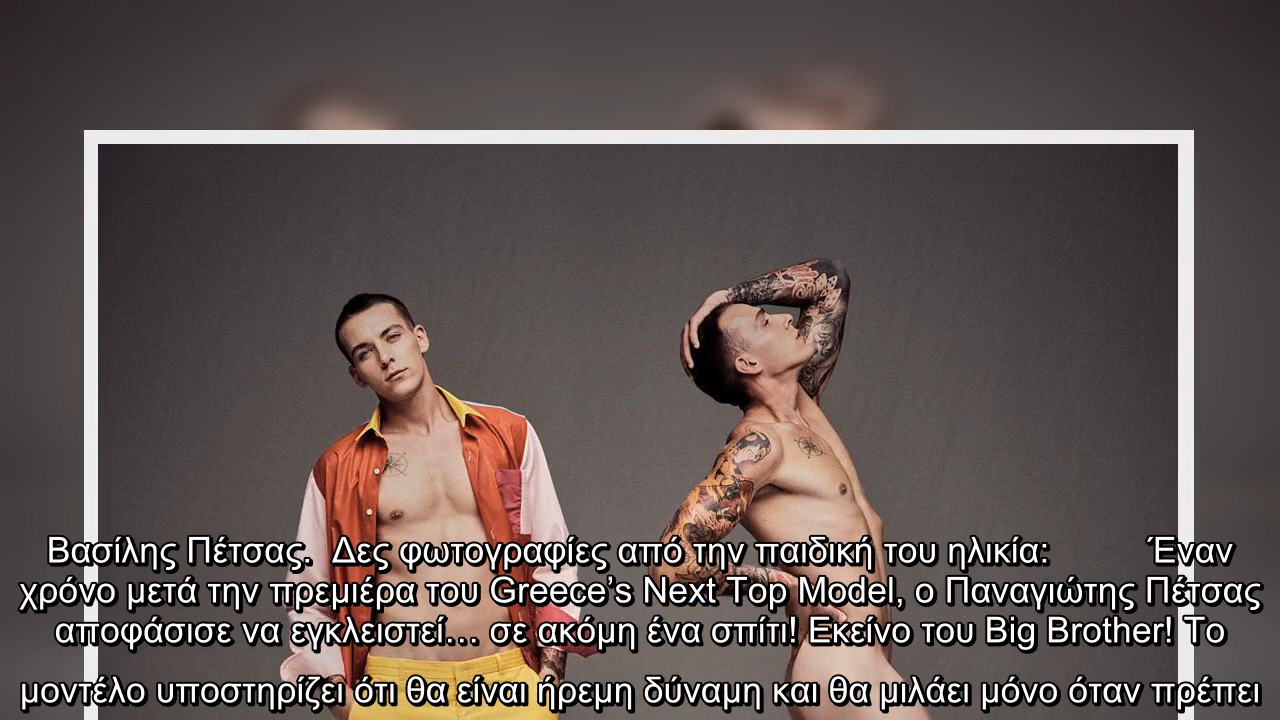 Βασίλης Πέτσας.  Δες φωτογραφίες από την παιδική του ηλικία:          Έναν
χρόνο μετά την πρεμιέρα του Greece’s Next Top Model, ο Παναγιώτης Πέτσας
αποφάσισε να εγκλειστεί… σε ακόμη ένα σπίτι! Εκείνο του Big Brother! Το
μοντέλο υποστηρίζει ότι θα είναι ήρεμη δύναμη και θα μιλάει μόνο όταν πρέπει